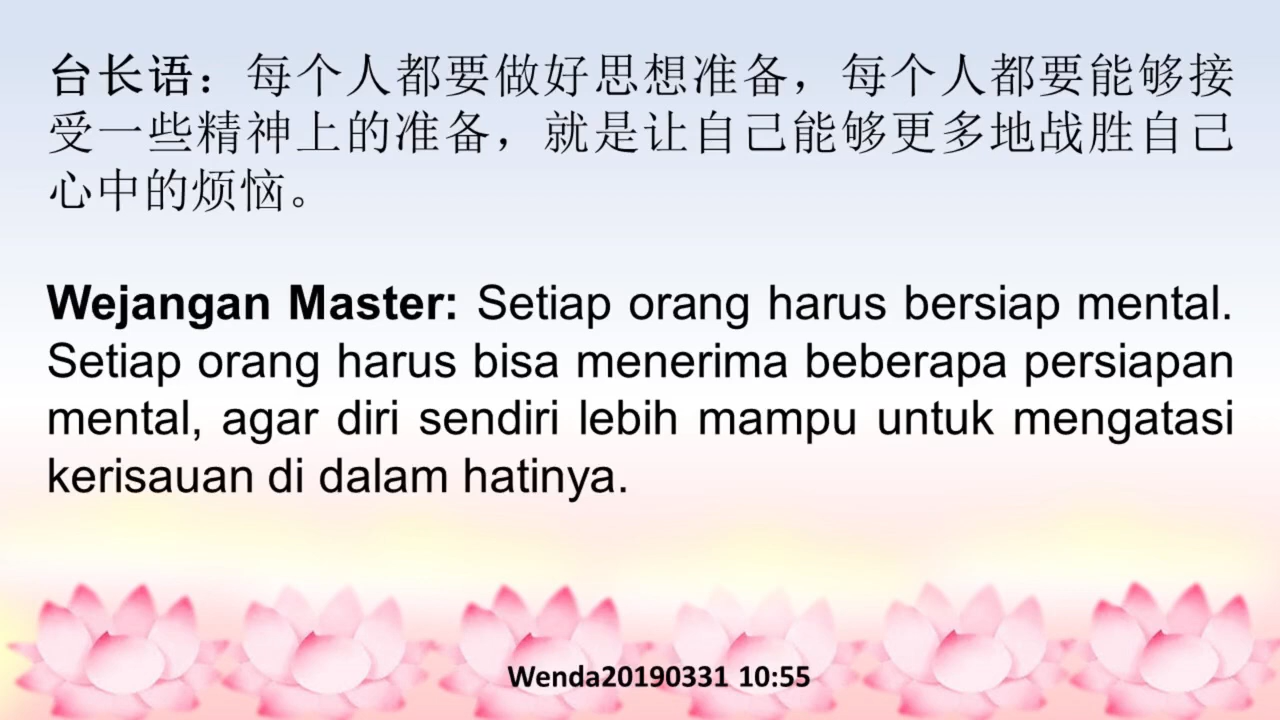 台长语：每个人都要做好思想准备，每个人都要能够接
受一些精神上的准备，就是让自己能够更多地战胜自己
心中的烦恼。
Wejangan Master: Setiap orang harus bersiap mental.
Setiap orang harus bisa menerima beberapa persiapan
mental, agar diri sendiri lebih mampu untuk mengatasi
kerisauan di dalam hatinya.
Wenda20190331 10:55